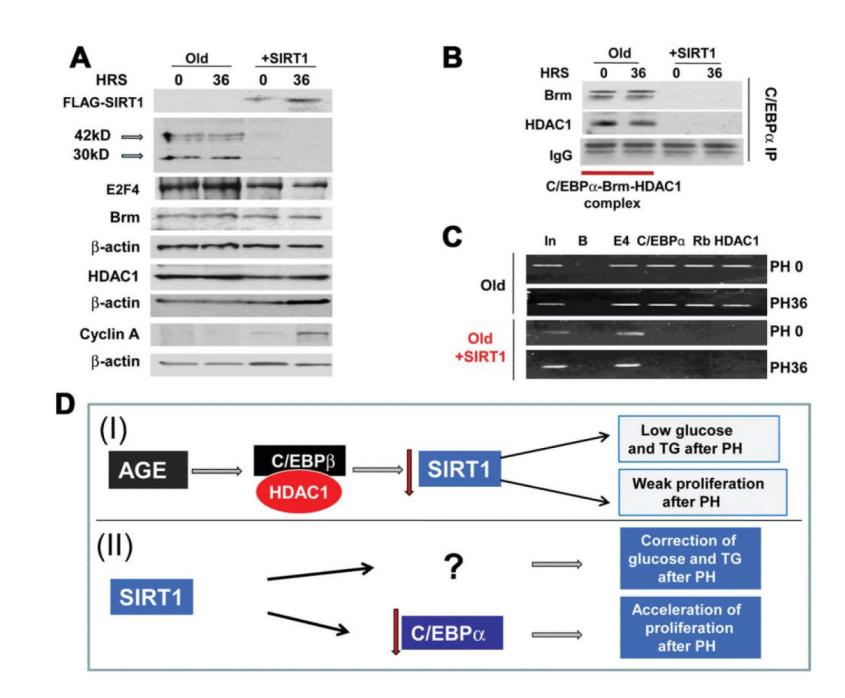 A
Old +SIRT1
HRS 0 36 0 36
FLAG-SIRT1
42kD
30kD
E2F4
Brm
β-actin
HDAC1
β-actin
Cyclin A
β-actin
B
Old +SIRT1
HRS 0 36 0 36
Brm
HDAC1
IgG
C/EBPα IP
C/EBPα-Brm-HDAC1
complex
C
In B E4 C/EBPα Rb HDAC1
Old
PH 0
PH36
Old
+SIRT1
PH 0
PH36
D
(I)
AGE
C/EBPβ
HDAC1
SIRT1
Low glucose
and TG after PH
Weak proliferation
after PH
(II)
SIRT1
?
Correction of
glucose and TG
after PH
C/EBPα
Acceleration of
proliferation
after PH